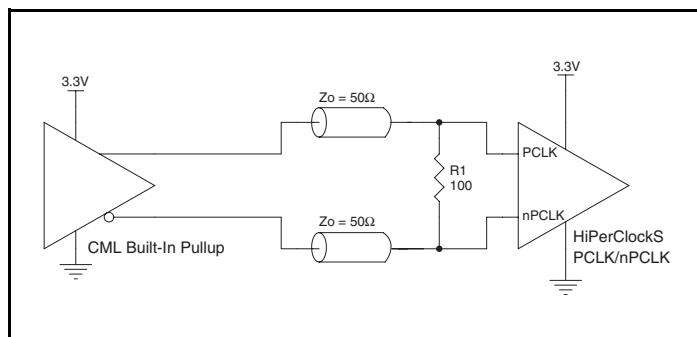 3.3V
3.3V
Zo = 50Ω
PCLK
R1
100
nPCLK
Zo = 50Ω
HiPerClockS
PCLK/nPCLK
CML Built-In Pullup